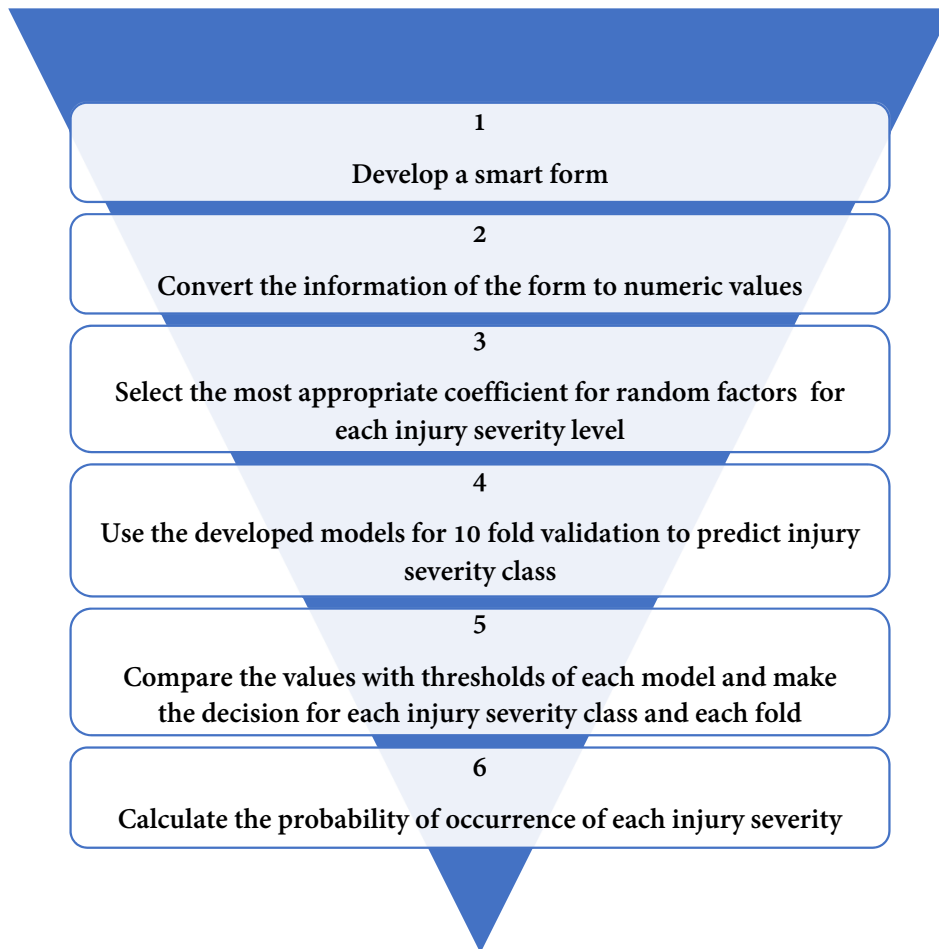 1
Develop a smart form
2
Convert the information of the form to numeric values
3
Select the most appropriate coefficient for random factors for
each injury severity level
4
Use the developed models for 10 fold validation to predict injury
severity class
5
Compare the values with thresholds of each model and make
the decision for each injury severity class and each fold
6
Calculate the probability of occurrence of each injury severity